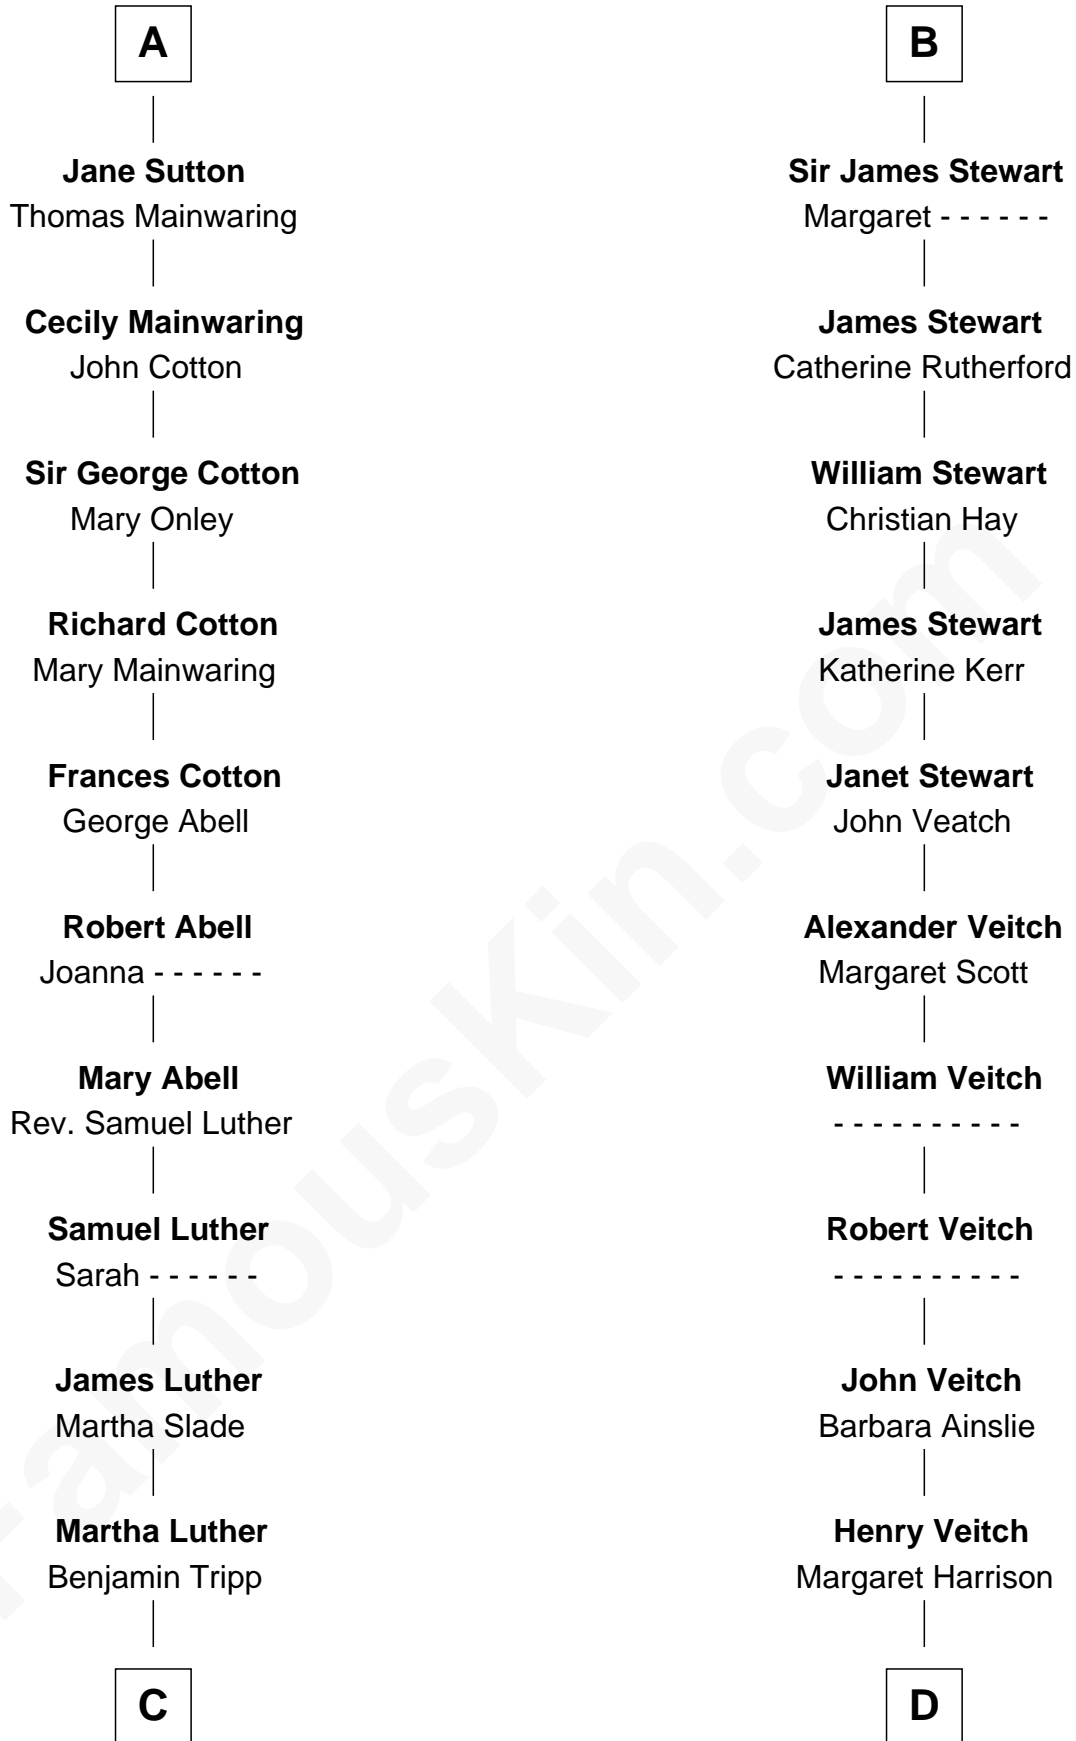 A
Jane Sutton
Thomas Mainwaring
Cecily Mainwaring
John Cotton
Sir George Cotton
Mary Onley
Richard Cotton
Mary Mainwaring
Frances Cotton
George Abell
Robert Abell
Joanna - - - - - -
Mary Abell
Rev. Samuel Luther
Samuel Luther
Sarah - - - - - -
James Luther
Martha Slade
Martha Luther
Benjamin Tripp
C
B
Sir James Stewart
Margaret - - - - - -
James Stewart
Catherine Rutherford
William Stewart
Christian Hay
James Stewart
Katherine Kerr
Janet Stewart
John Veatch
Alexander Veitch
Margaret Scott
William Veitch
- - - - - - - - - -
Robert Veitch
- - - - - - - - - -
John Veitch
Barbara Ainslie
Henry Veitch
Margaret Harrison
D
FamousKin.com